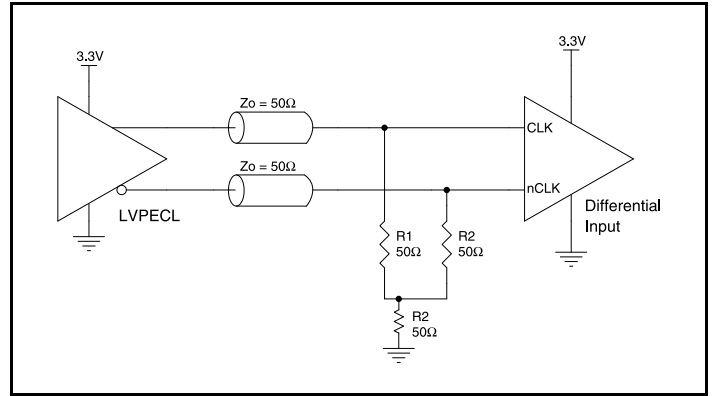 3.3V
3.3V
Zo = 50Ω
CLK
Zo = 50Ω
nCLK
LVPECL
Differential
Input
R1
50Ω
R2
50Ω
R2
50Ω